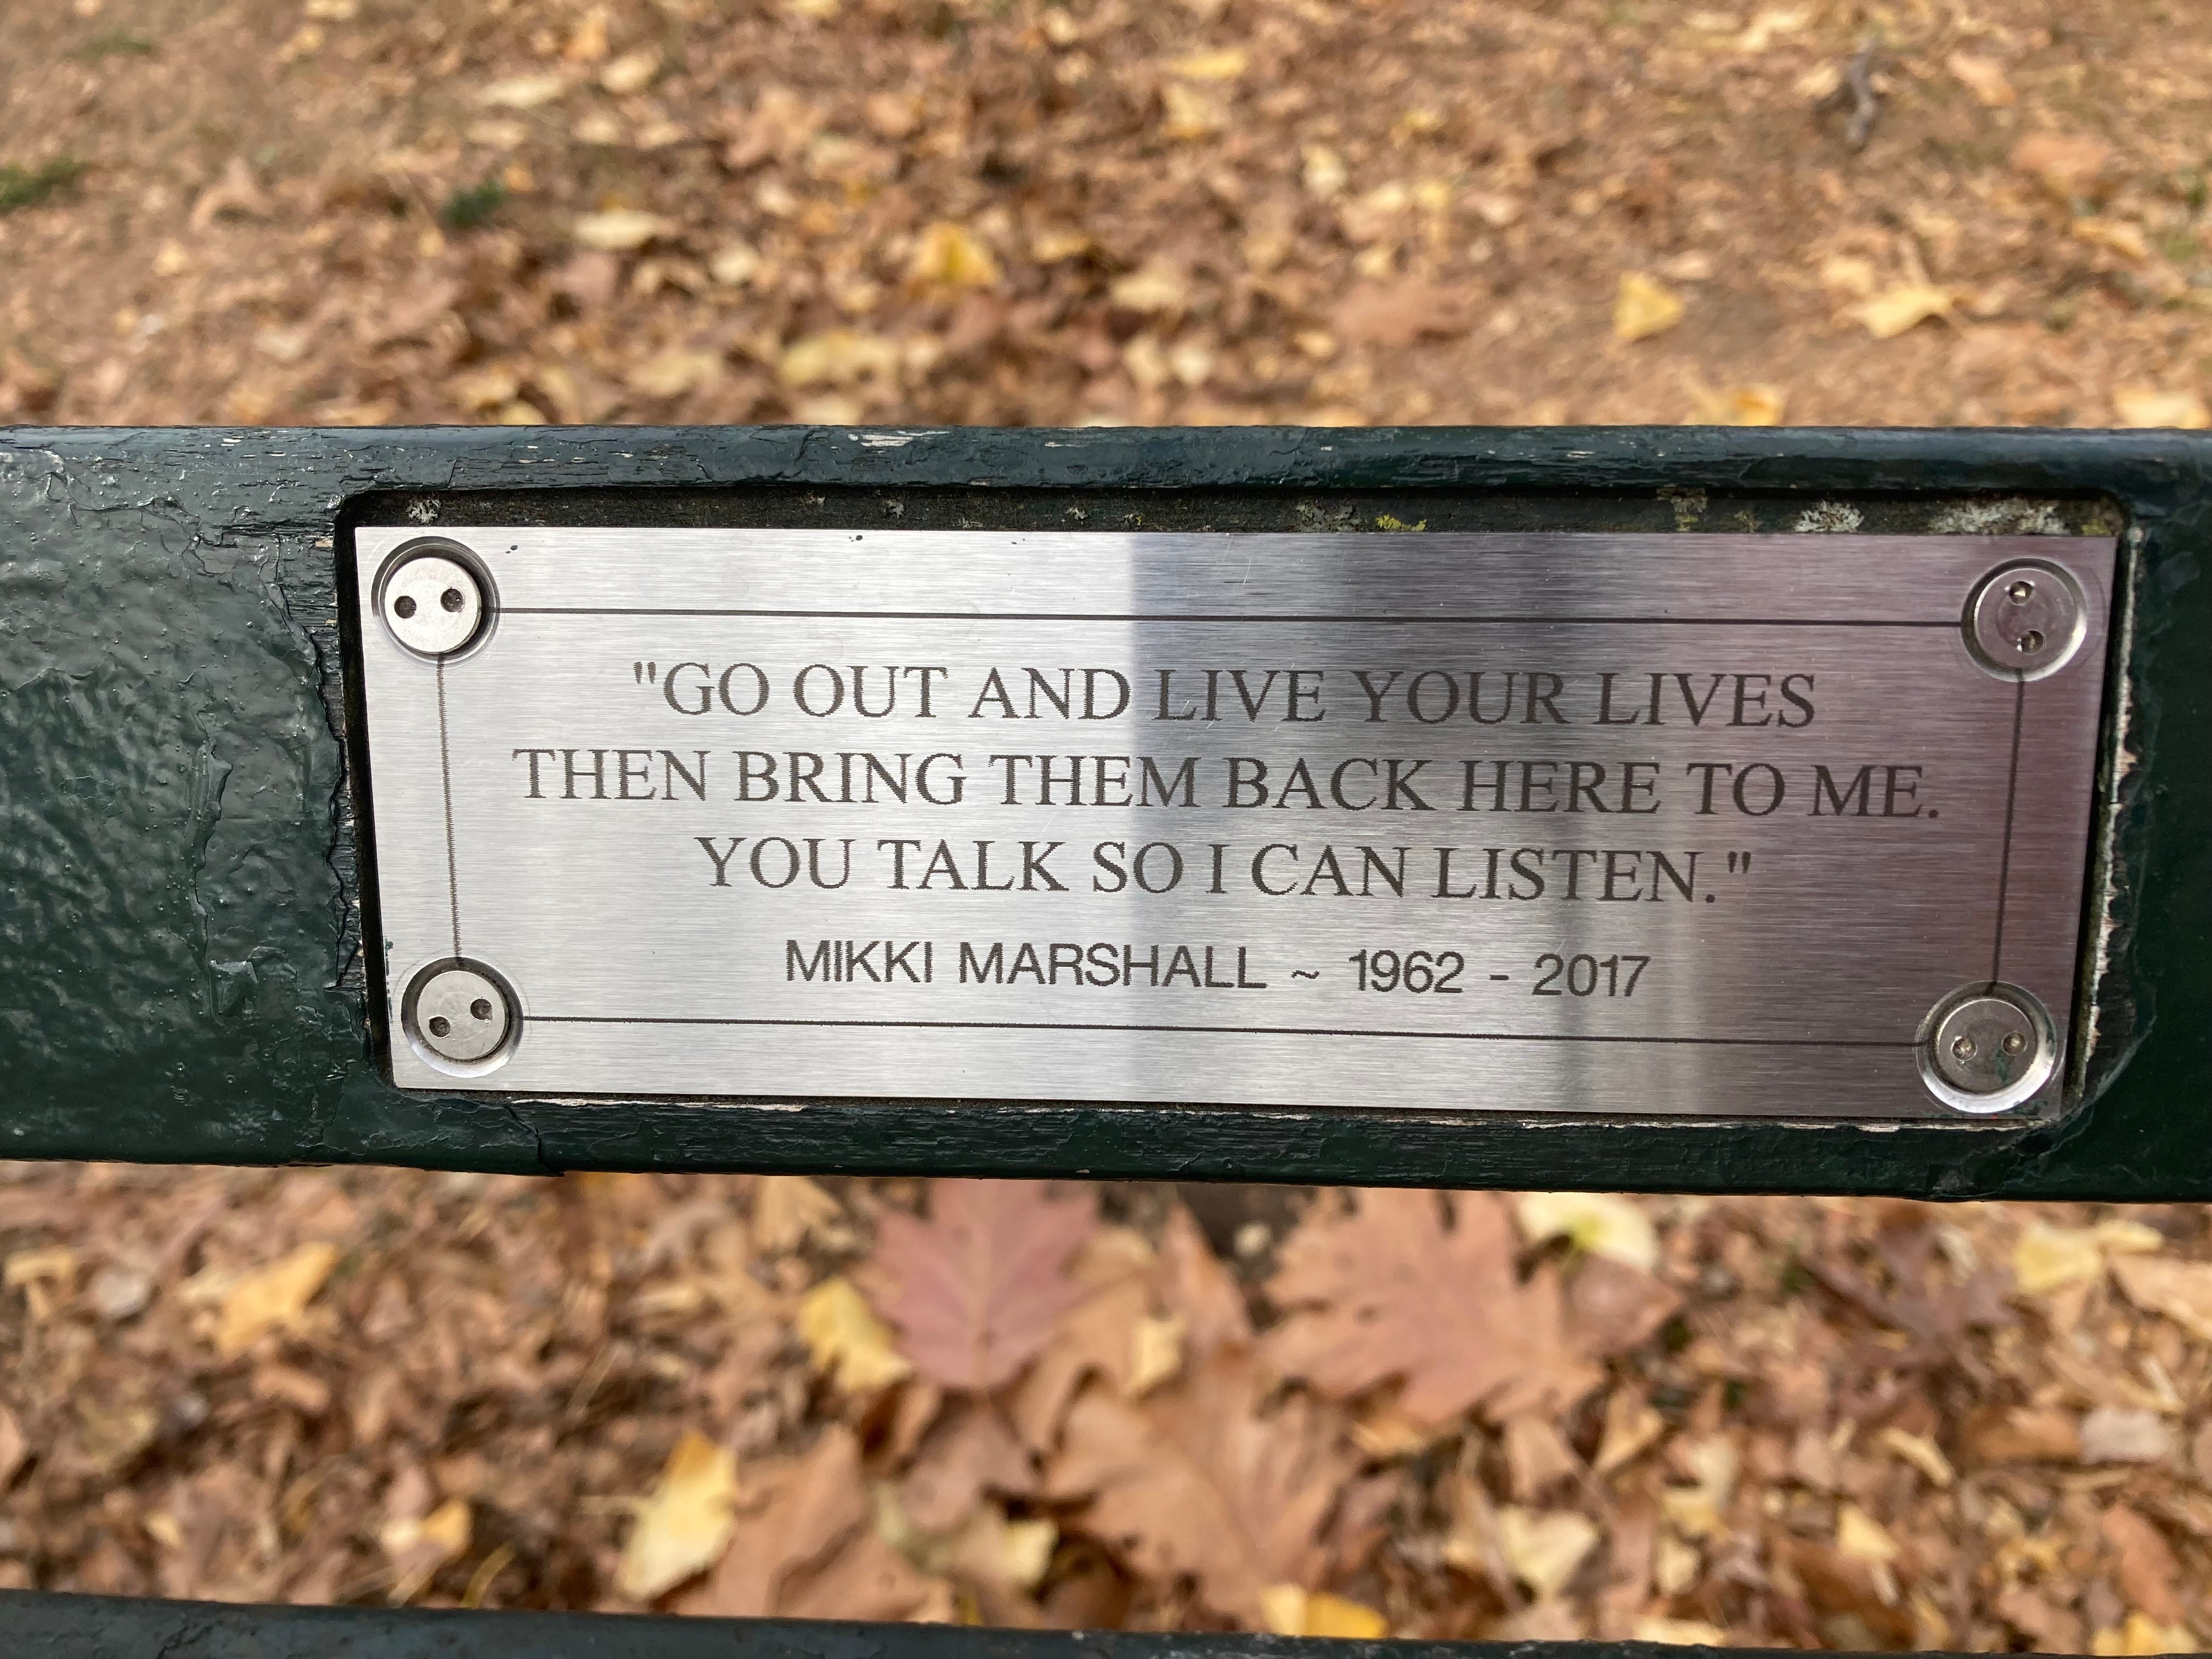 "GO OUT AND LIVE YOUR LIVES
THEN BRING THEM BACK HERE TO ME.
YOU TALK SO I CAN LISTEN."
MIKKI MARSHALL ~ 1962 - 2017